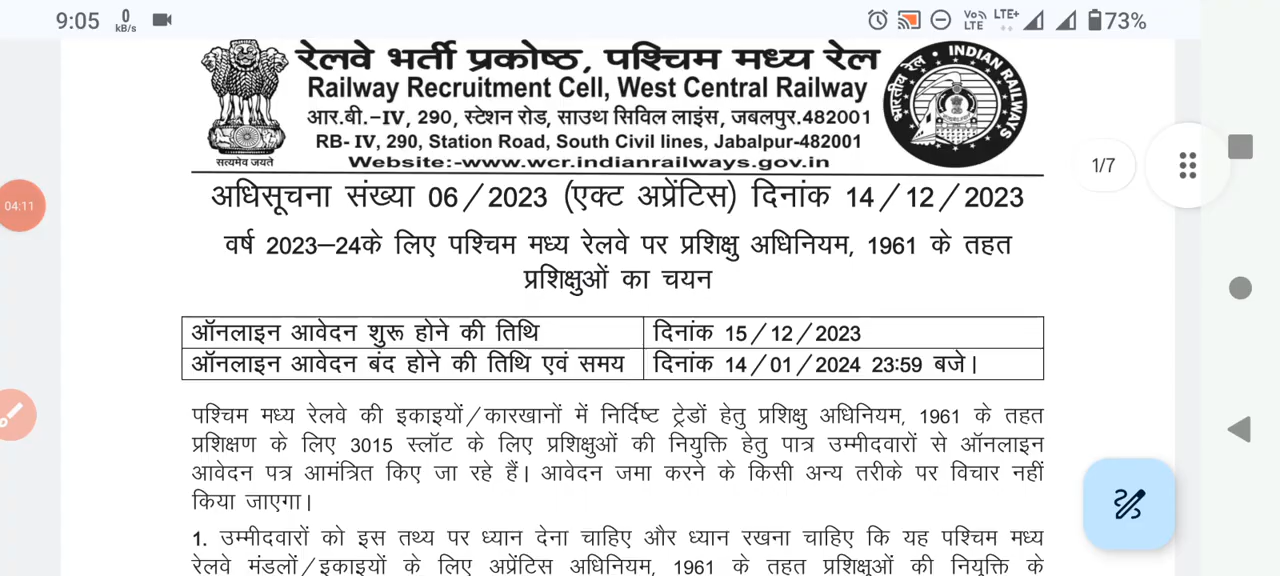 9:05 0 kB/s Vo LTE LTE+ 73%
रेलवे भर्ती प्रकोष्ठ, पश्चिम मध्य रेल
Railway Recruitment Cell, West Central Railway
आर.बी.–IV, 290, स्टेशन रोड, साउथ सिविल लाइंस, जबलपुर.482001
RB- IV, 290, Station Road, South Civil lines, Jabalpur-482001
Website:-www.wcr.indianrailways.gov.in
सत्यमेव जयते
भारतीय रेल INDIAN RAILWAYS
1/7
04:11
अधिसूचना संख्या 06/2023 (एक्ट अप्रेंटिस) दिनांक 14/12/2023
वर्ष 2023–24के लिए पश्चिम मध्य रेलवे पर प्रशिक्षु अधिनियम, 1961 के तहत
प्रशिक्षुओं का चयन
ऑनलाइन आवेदन शुरू होने की तिथि दिनांक 15/12/2023
ऑनलाइन आवेदन बंद होने की तिथि एवं समय दिनांक 14/01/2024 23:59 बजे।
पश्चिम मध्य रेलवे की इकाइयों/कारखानों में निर्दिष्ट ट्रेडों हेतु प्रशिक्षु अधिनियम, 1961 के तहत
प्रशिक्षण के लिए 3015 स्लॉट के लिए प्रशिक्षुओं की नियुक्ति हेतु पात्र उम्मीदवारों से ऑनलाइन
आवेदन पत्र आमंत्रित किए जा रहे हैं। आवेदन जमा करने के किसी अन्य तरीके पर विचार नहीं
किया जाएगा।
1. उम्मीदवारों को इस तथ्य पर ध्यान देना चाहिए और ध्यान रखना चाहिए कि यह पश्चिम मध्य
रेलवे मंडलों/इकाइयों के लिए अप्रेंटिस अधिनियम, 1961 के तहत प्रशिक्षुओं की नियुक्ति के